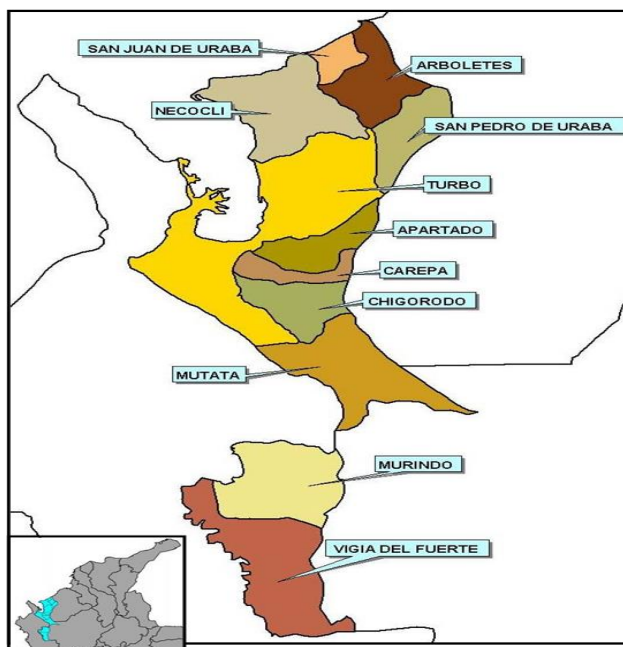 SAN JUAN DE URABA
ARBOLETES
NECOCLI
SAN PEDRO DE URABA
TURBO
APARTADO
CAREPA
CHIGORODO
MUTATA
MURINDO
VIGIA DEL FUERTE